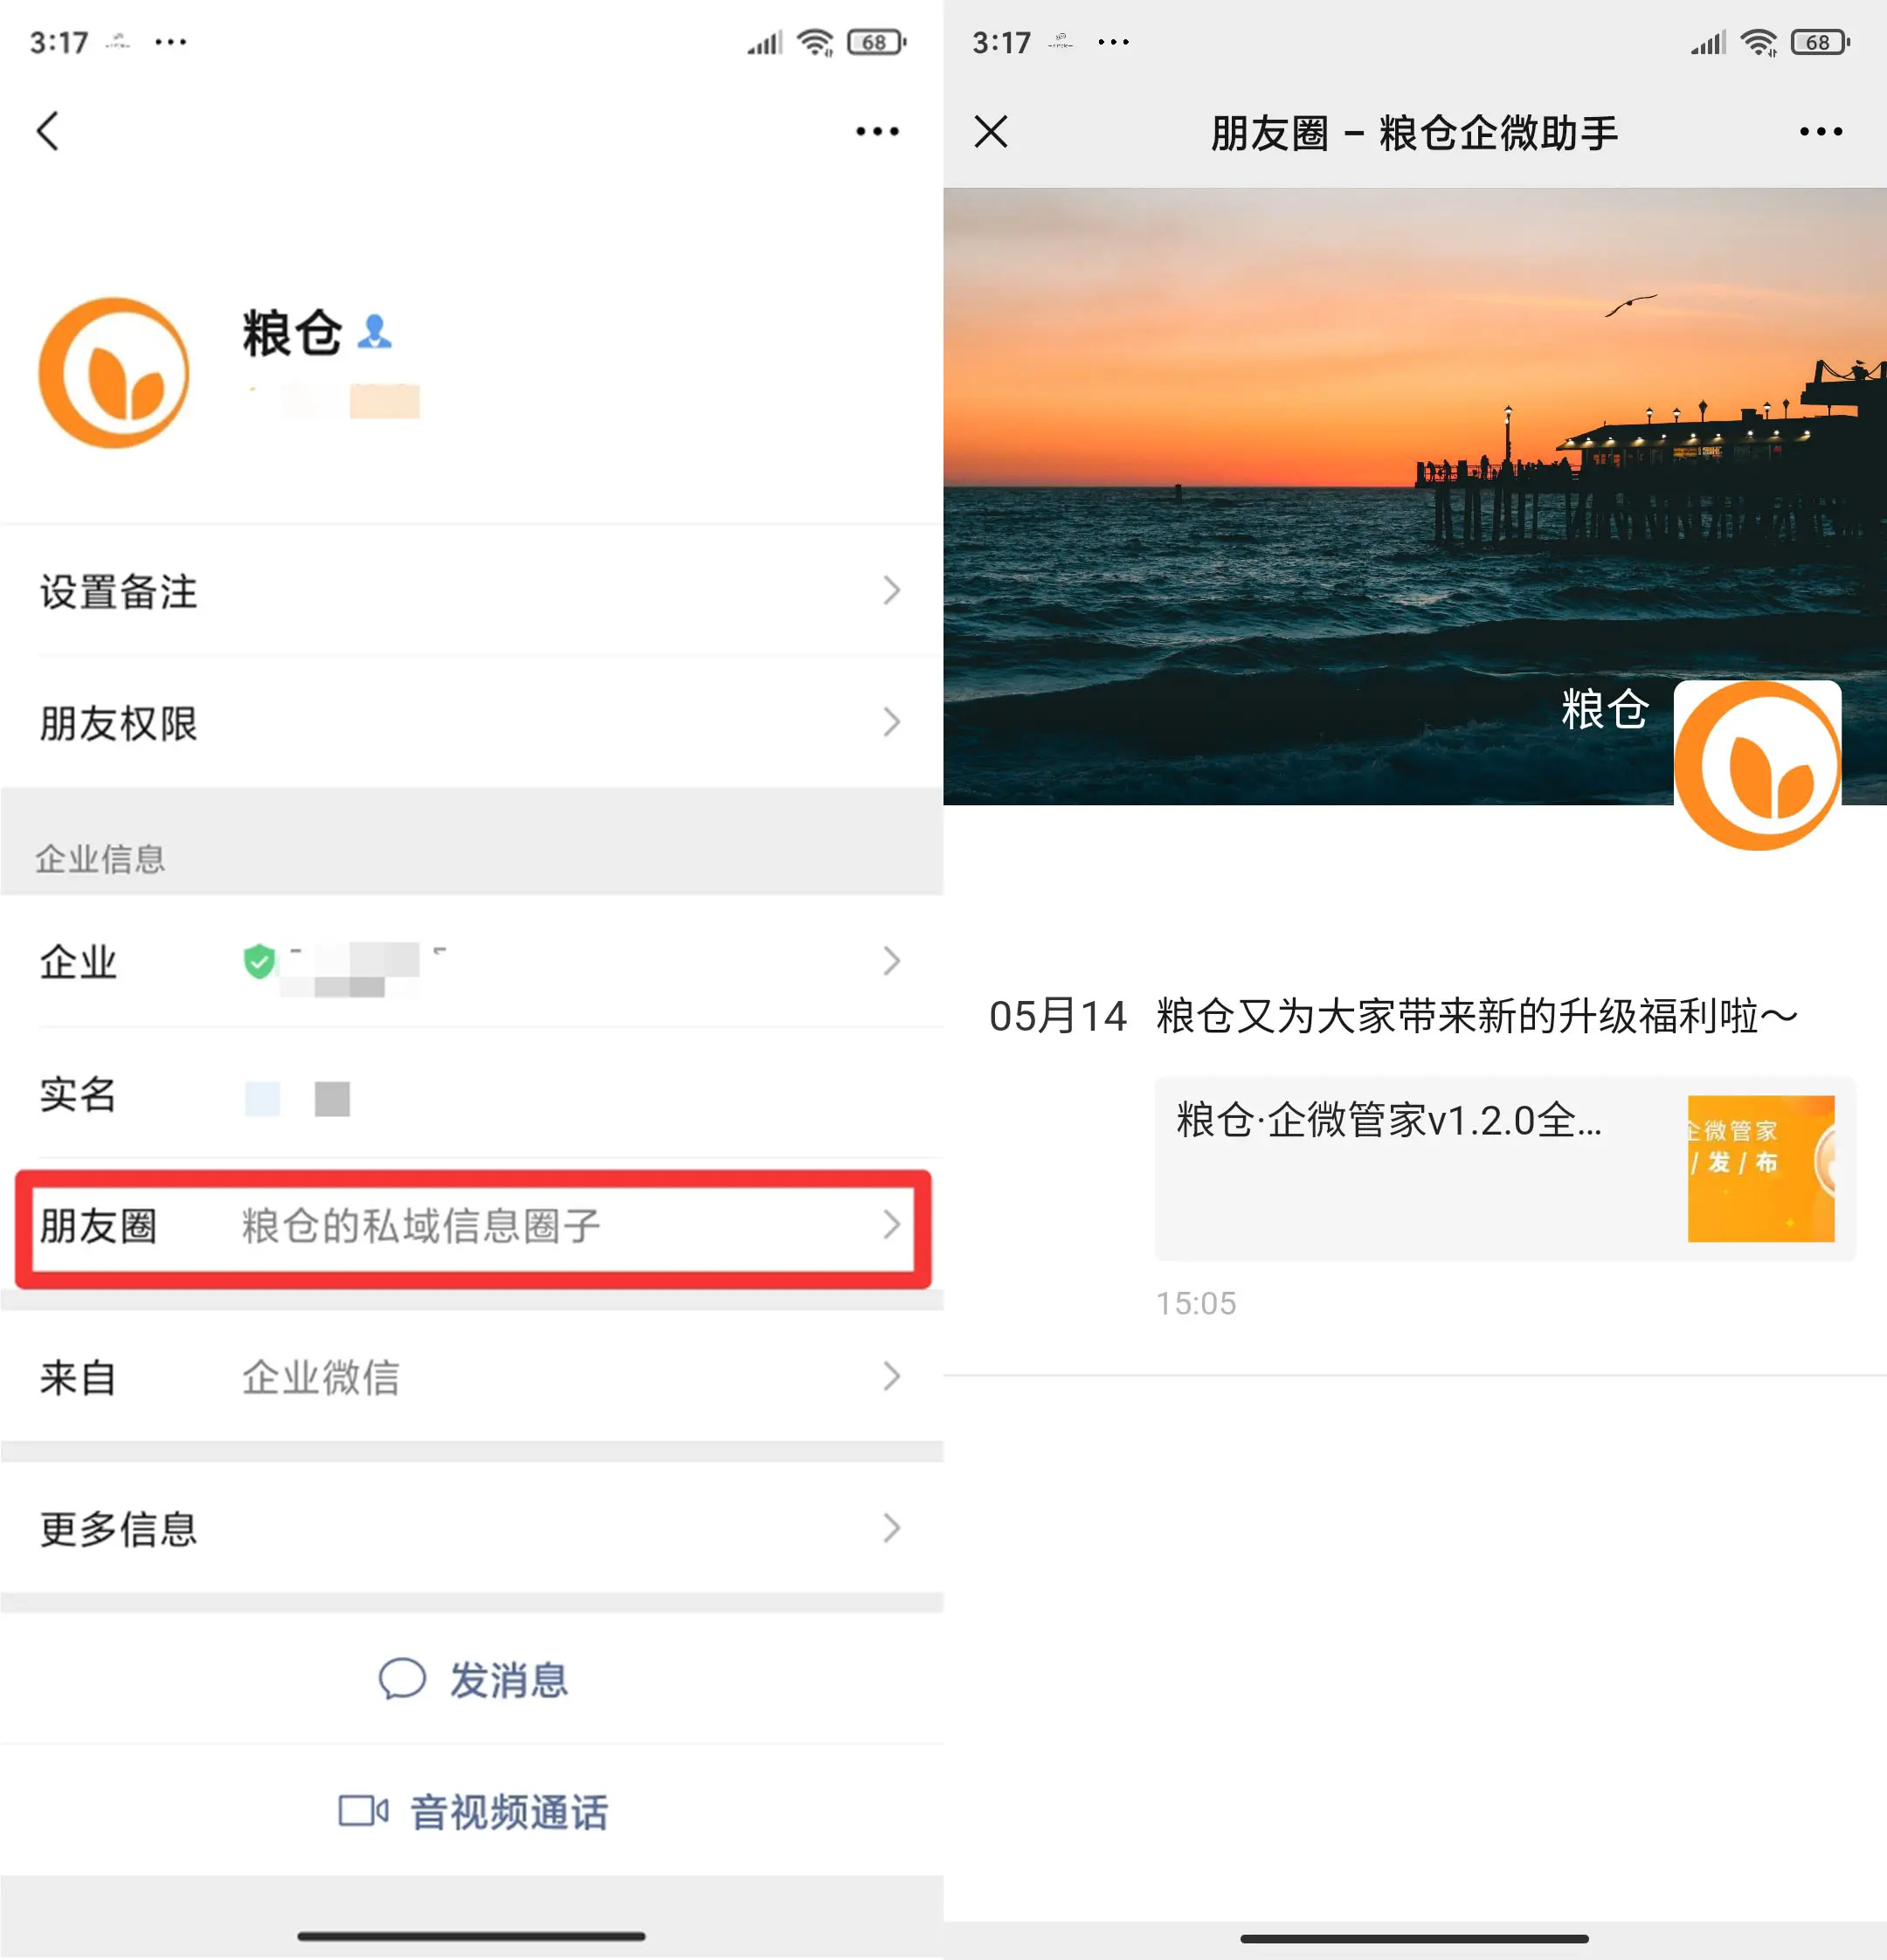 3:17
68
粮仓
设置备注
朋友权限
企业信息
企业
实名
朋友圈 粮仓的私域信息圈子
来自 企业微信
更多信息
发消息
音视频通话
3:17
68
朋友圈 – 粮仓企微助手
粮仓
05月14 粮仓又为大家带来新的升级福利啦～
粮仓·企微管家v1.2.0全...
企微管家
/ 发 / 布
15:05